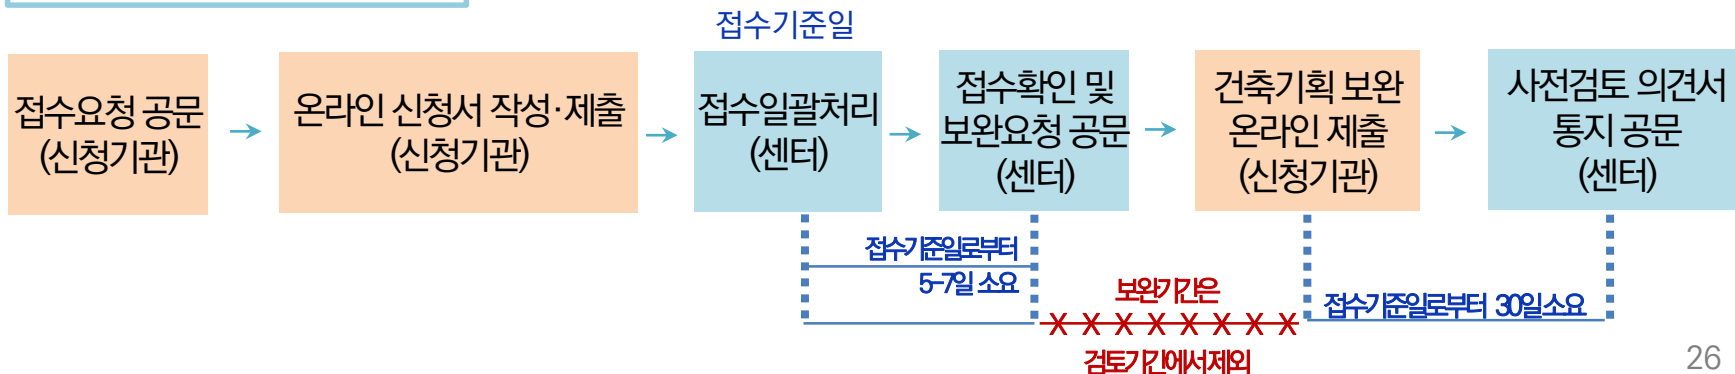 접수기준일
접수요청 공문
(신청기관)
온라인 신청서 작성·제출
(신청기관)
접수일괄처리
(센터)
접수확인 및
보완요청 공문
(센터)
건축기획 보완
온라인 제출
(신청기관)
사전검토 의견서
통지 공문
(센터)
접수기준일로부터
5-7일 소요
보완기간은
X X X X X X X X
검토기간에서 제외
접수기준일로부터 30일 소요
26